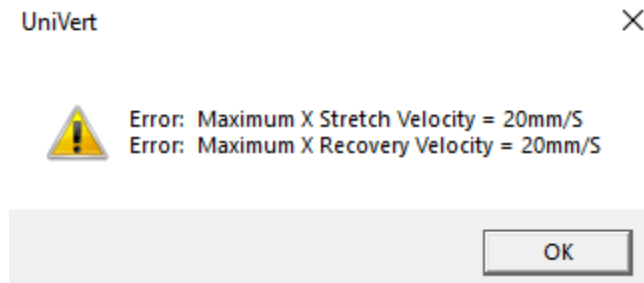 UniVert
Error:  Maximum X Stretch Velocity = 20mm/S
Error:  Maximum X Recovery Velocity = 20mm/S
OK